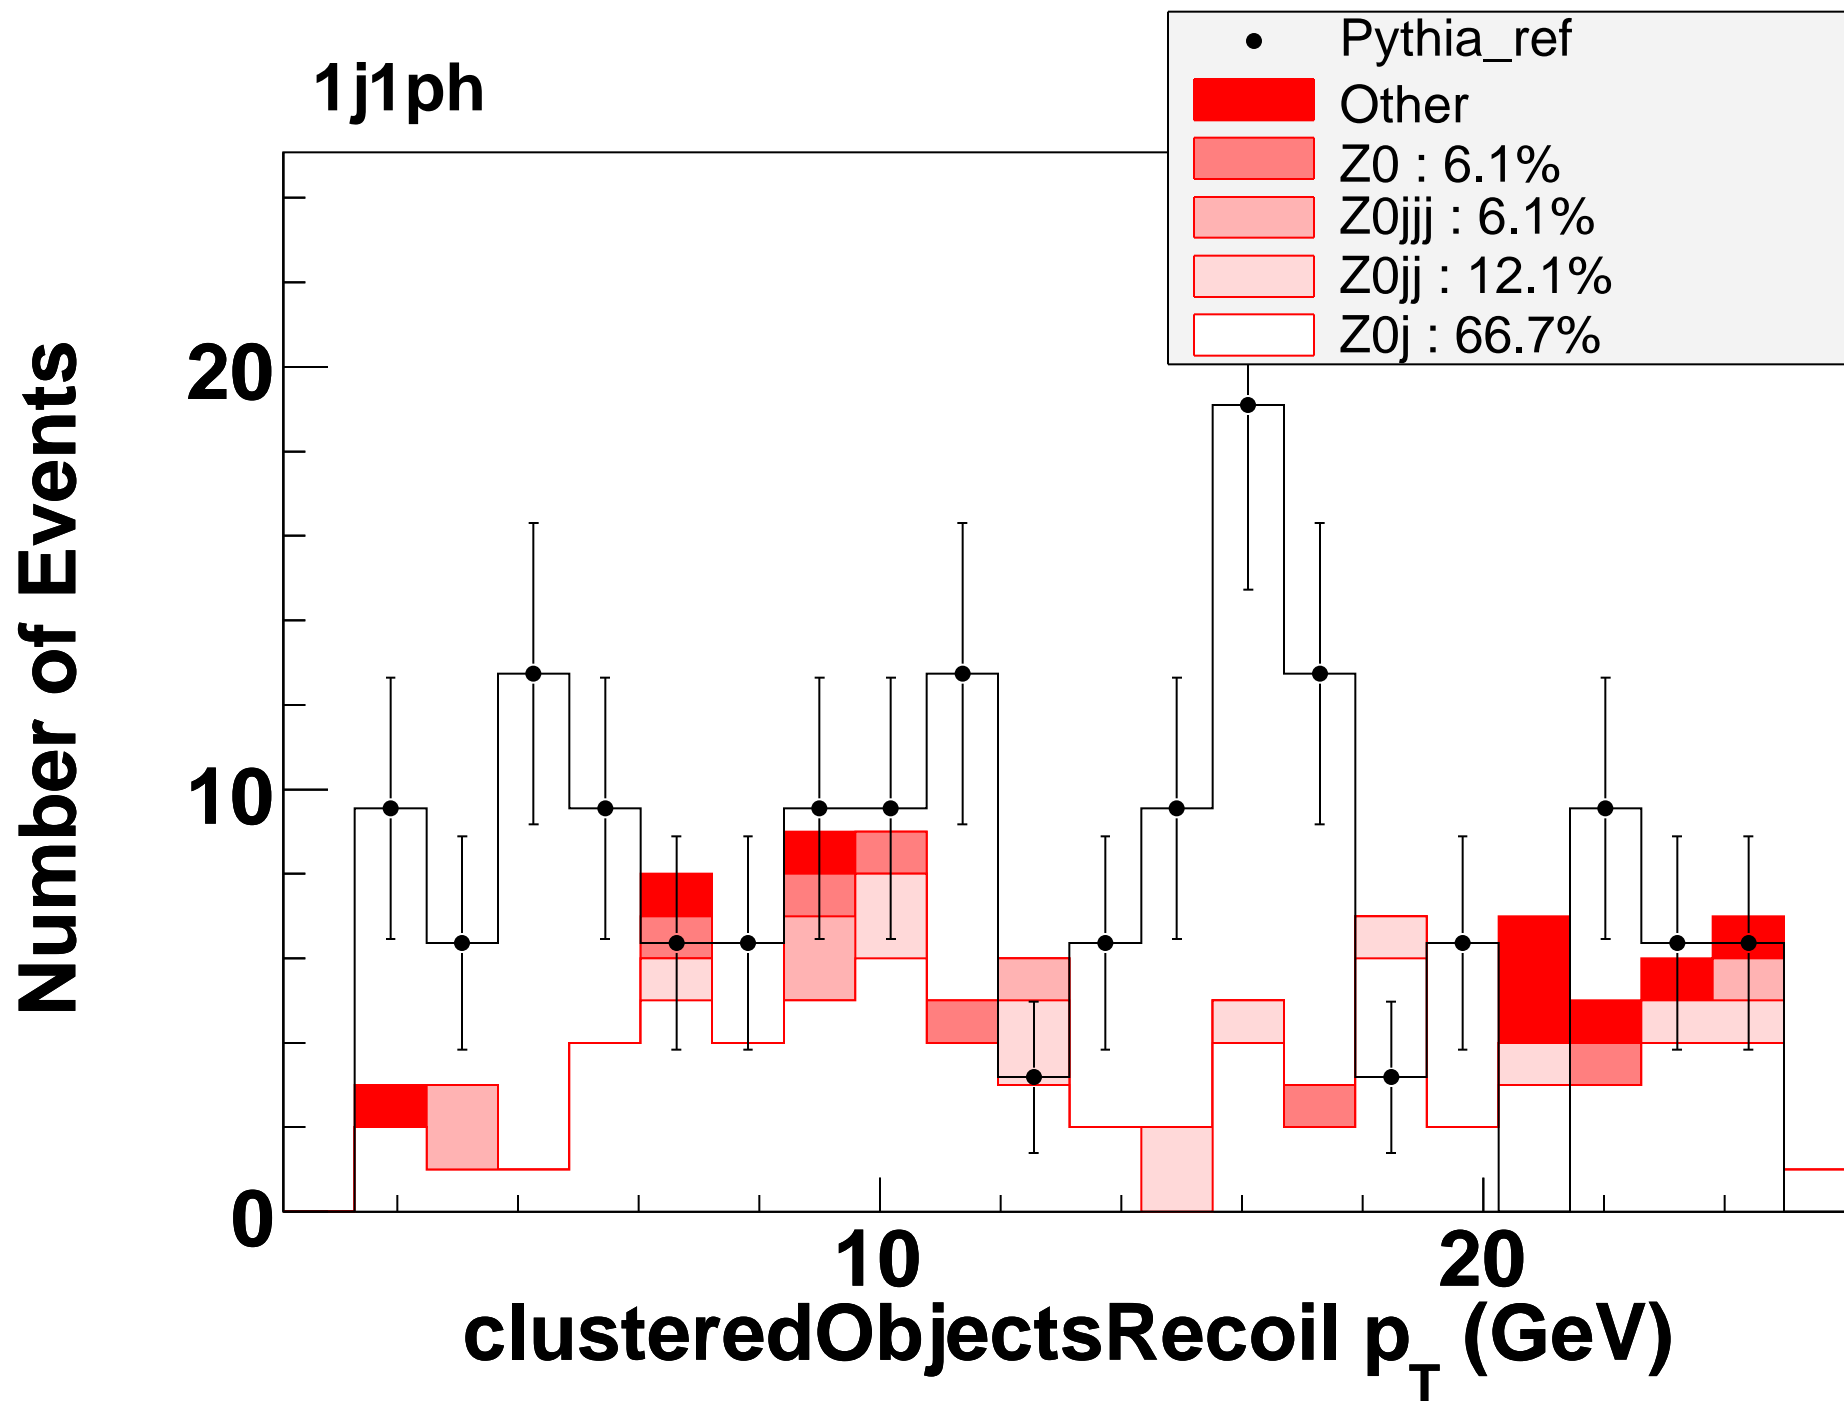 1j1ph
Pythia_ref
Other
Z0 : 6.1%
Z0jjj : 6.1%
Z0jj : 12.1%
Z0j : 66.7%
Number of Events
20
10
0
10
20
clusteredObjectsRecoil p_T (GeV)